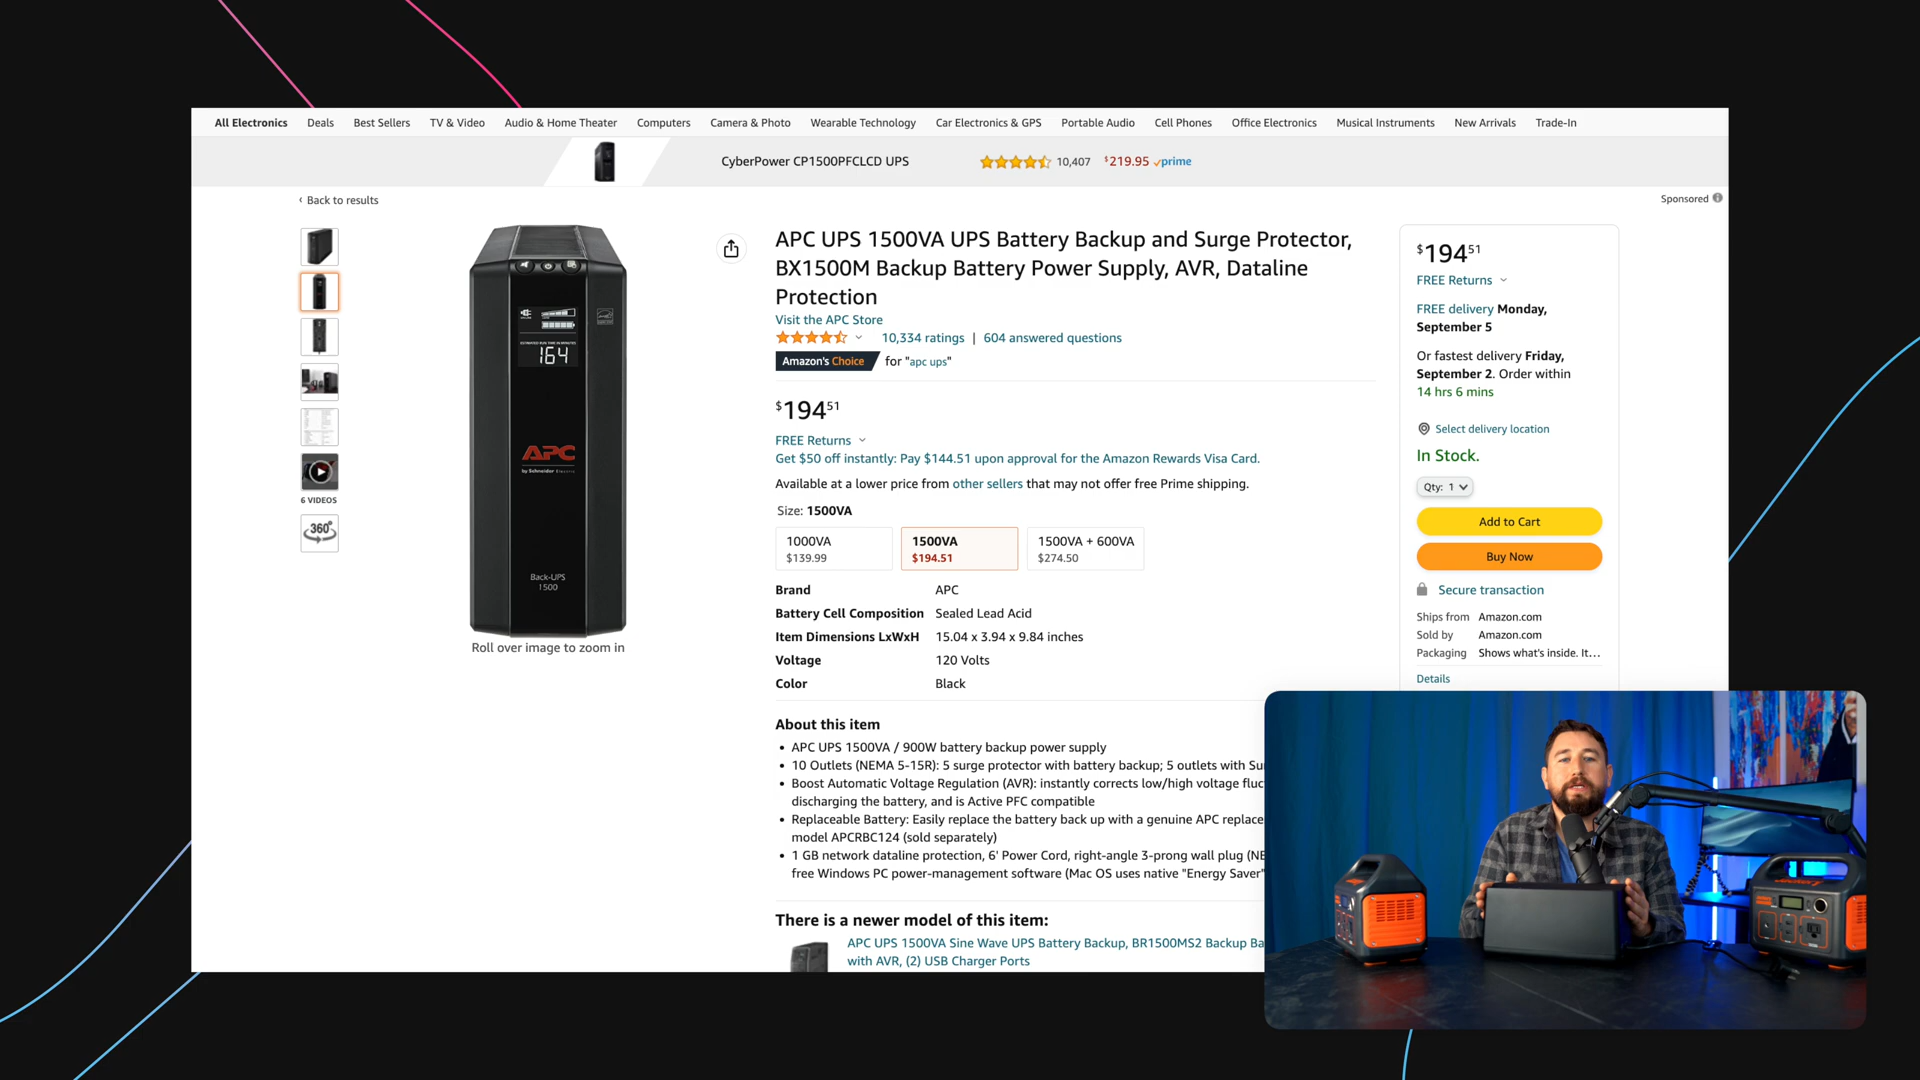 All Electronics Deals Best Sellers TV & Video Audio & Home Theater Computers Camera & Photo Wearable Technology Car Electronics & GPS Portable Audio Cell Phones Office Electronics Musical Instruments New Arrivals Trade-In
CyberPower CP1500PFCLCD UPS 10,407 $219.95 prime
‹ Back to results
Sponsored
APC UPS 1500VA UPS Battery Backup and Surge Protector,
BX1500M Backup Battery Power Supply, AVR, Dataline
Protection
Visit the APC Store
10,334 ratings | 604 answered questions
Amazon's Choice for "apc ups"
$194 51
FREE Returns
Get $50 off instantly: Pay $144.51 upon approval for the Amazon Rewards Visa Card.
Available at a lower price from other sellers that may not offer free Prime shipping.
Size: 1500VA
1000VA
$139.99
1500VA
$194.51
1500VA + 600VA
$274.50
Brand APC
Battery Cell Composition Sealed Lead Acid
Item Dimensions LxWxH 15.04 x 3.94 x 9.84 inches
Voltage 120 Volts
Color Black
About this item
• APC UPS 1500VA / 900W battery backup power supply
• 10 Outlets (NEMA 5-15R): 5 surge protector with battery backup; 5 outlets with Su
• Boost Automatic Voltage Regulation (AVR): instantly corrects low/high voltage fluc
discharging the battery, and is Active PFC compatible
• Replaceable Battery: Easily replace the battery back up with a genuine APC replace
model APCRBC124 (sold separately)
• 1 GB network dataline protection, 6' Power Cord, right-angle 3-prong wall plug (NE
free Windows PC power-management software (Mac OS uses native "Energy Saver"
There is a newer model of this item:
APC UPS 1500VA Sine Wave UPS Battery Backup, BR1500MS2 Backup Ba
with AVR, (2) USB Charger Ports
6 VIDEOS
360°
ESTIMATED RUN TIME IN MINUTES
164
APC
by Schneider Electric
Back-UPS
1500
Roll over image to zoom in
$194 51
FREE Returns
FREE delivery Monday,
September 5
Or fastest delivery Friday,
September 2. Order within
14 hrs 6 mins
Select delivery location
In Stock.
Qty: 1
Add to Cart
Buy Now
Secure transaction
Ships from Amazon.com
Sold by Amazon.com
Packaging Shows what's inside. It...
Details